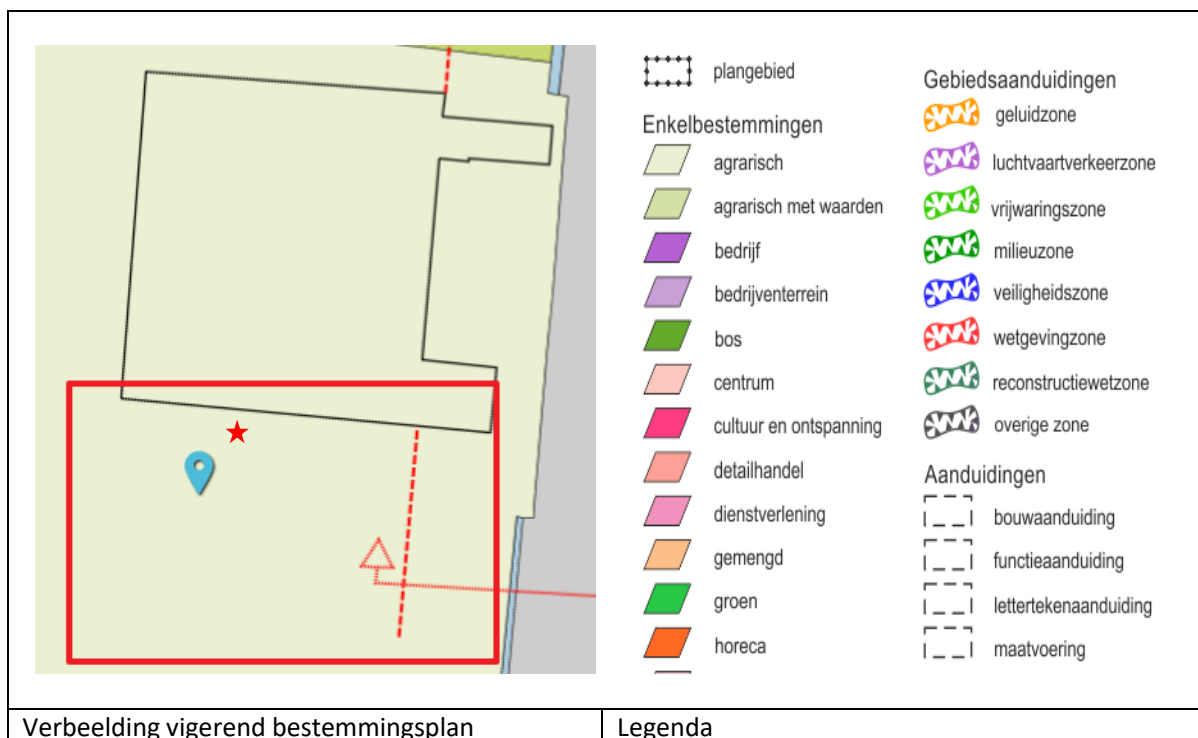 plangebied
Enkelbestemmingen
agrarisch
agrarisch met waarden
bedrijf
bedrijventerrein
bos
centrum
cultuur en ontspanning
detailhandel
dienstverlening
gemengd
groen
horeca
Gebiedsaanduidingen
geluidzone
luchtvaartverkeerzone
vrijwaringszone
milieuzone
veiligheidszone
wetgevingzone
reconstructiewetzone
overige zone
Aanduidingen
bouwaanduiding
functieaanduiding
lettertekenaanduiding
maatvoering
Verbeelding vigerend bestemmingsplan
Legenda